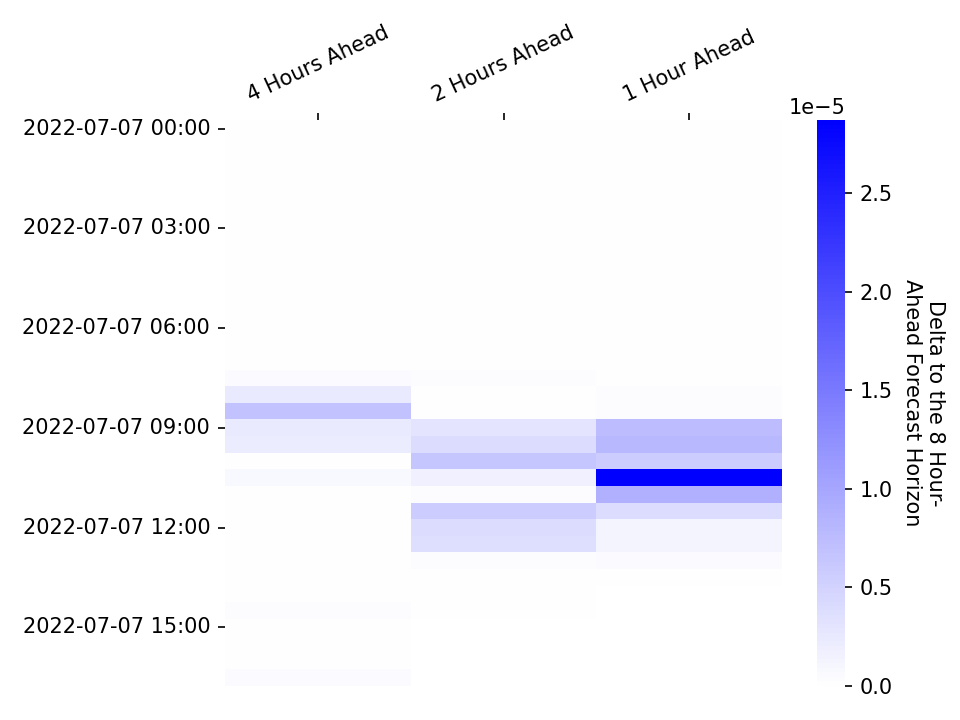 4 Hours Ahead
2 Hours Ahead
1 Hour Ahead
1e−5
2022-07-07 00:00
2022-07-07 03:00
2022-07-07 06:00
2022-07-07 09:00
2022-07-07 12:00
2022-07-07 15:00
2.5
2.0
1.5
1.0
0.5
0.0
Delta to the 8 Hour-
Ahead Forecast Horizon